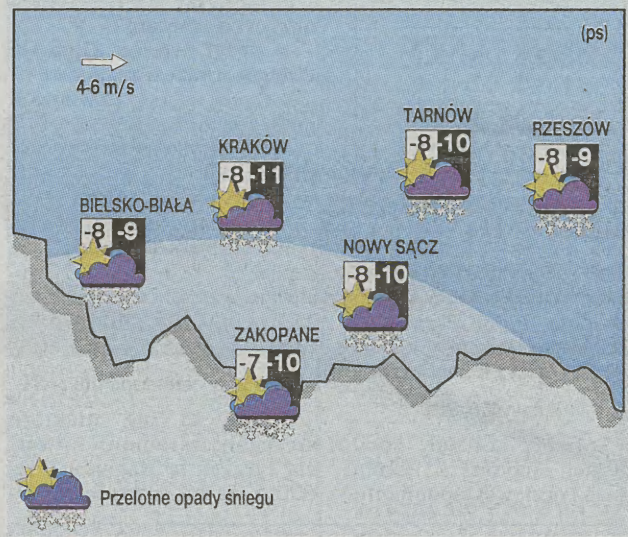 (ps)
4-6 m/s
TARNÓW
-8 -10
RZESZÓW
-8 -9
KRAKÓW
-8 -11
BIELSKO-BIAŁA
-8 -9
NOWY SĄCZ
-8 -10
ZAKOPANE
-7 -10
Przelotne opady śniegu